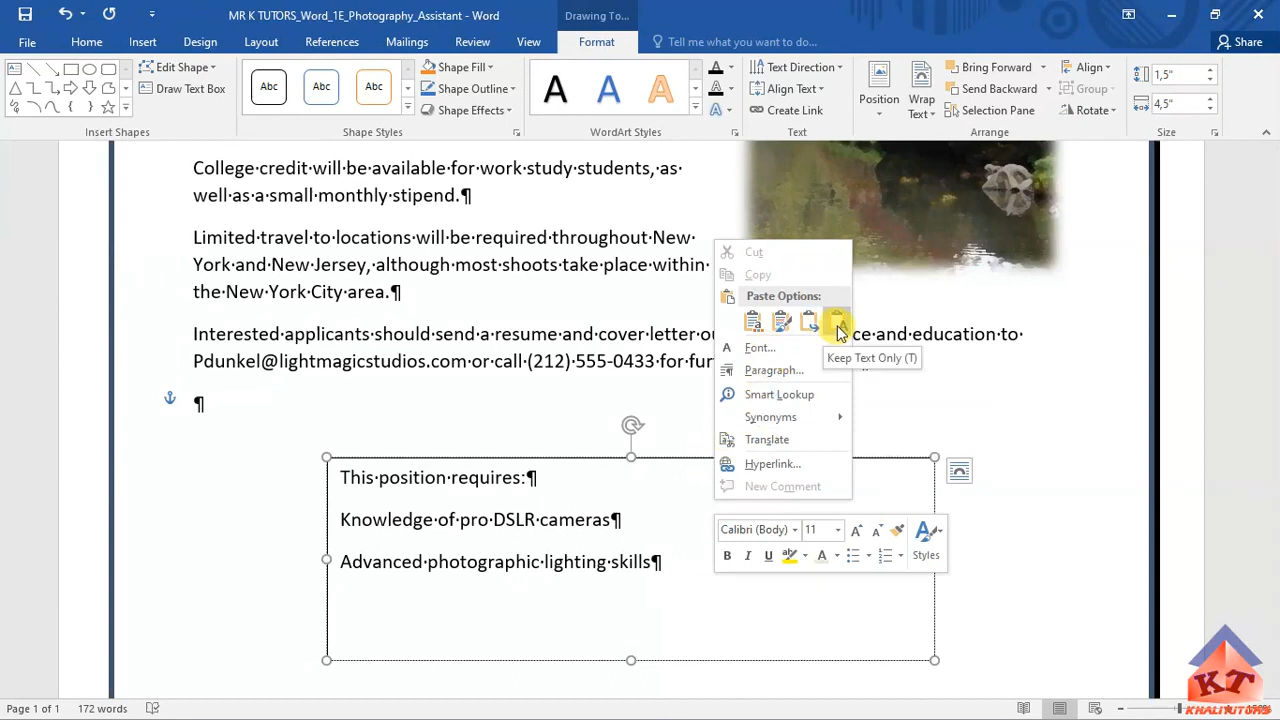 MR K TUTORS_Word_1E_Photography_Assistant - Word
Drawing To...
File Home Insert Design Layout References Mailings Review View Format Tell me what you want to do... Share
Edit Shape
Draw Text Box
Insert Shapes
Abc Abc Abc
Shape Fill
Shape Outline
Shape Effects
Shape Styles
A A A
WordArt Styles
Text Direction
Align Text
Create Link
Text
Position
Wrap Text
Bring Forward
Send Backward
Selection Pane
Align
Group
Rotate
Arrange
1,5"
4,5"
Size
College·credit·will·be·available·for·work·study·students,·as·
well·as·a·small·monthly·stipend.¶
Limited·travel·to·locations·will·be·required·throughout·New·
York·and·New·Jersey,·although·most·shoots·take·place·within·
the·New·York·City·area.¶
Interested·applicants·should·send·a·resume·and·cover·letter· ce·and·education·to·
Pdunkel@lightmagicstudios.com·or·call·(212)·555-0433·for·
¶
This·position·requires:¶
Knowledge·of·pro·DSLR·cameras¶
Advanced·photographic·lighting·skills¶
Cut
Copy
Paste Options:
Keep Text Only (T)
Font...
Paragraph...
Smart Lookup
Synonyms
Translate
Hyperlink...
New Comment
Calibri (Body) 11
B I U
Styles
Page 1 of 1 172 words
KT
KHALITUTORS